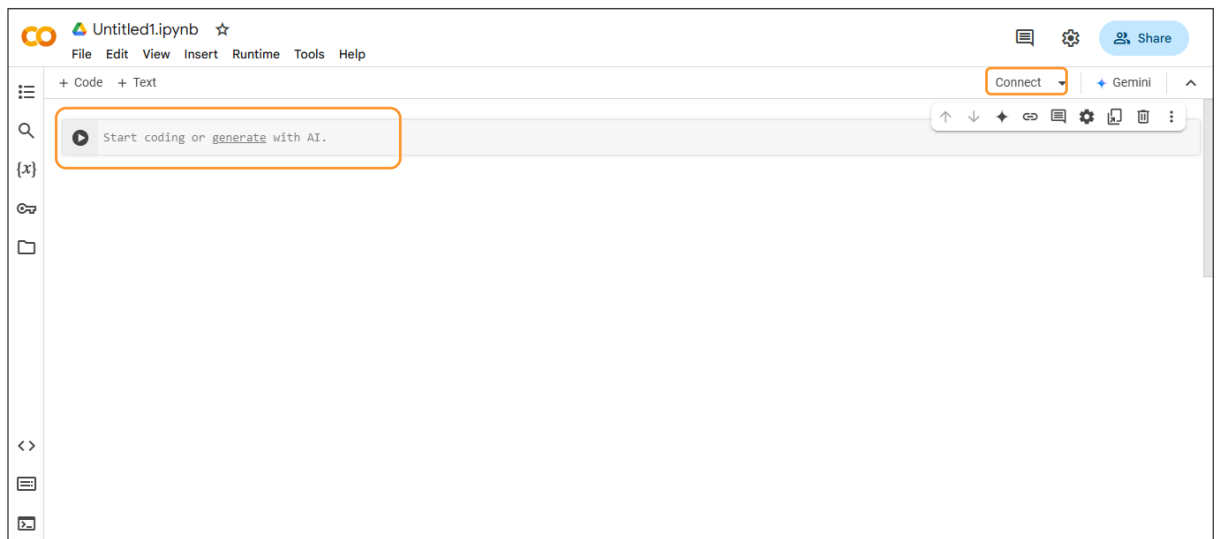 Untitled1.ipynb
File Edit View Insert Runtime Tools Help
Share
+ Code + Text
Connect
Gemini
Start coding or generate with AI.
{x}